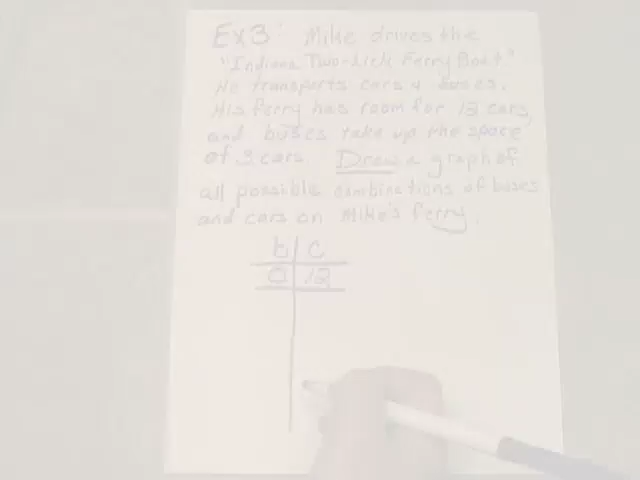 Ex3: Mike drives the
"Indiana Two-Lick Ferry Boat"
He transports cars & buses.
His ferry has room for 12 cars,
and buses take up the space
of 3 cars. Draw a graph of
all possible combinations of buses
and cars on Mike's ferry.
b c
0 12